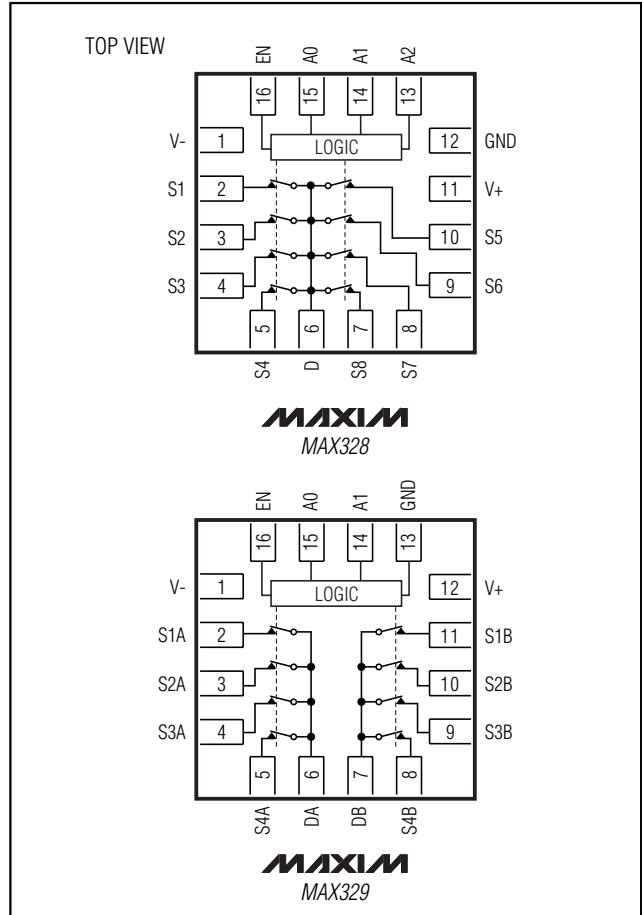 TOP VIEW
EN A0 A1 A2
16 15 14 13
V- 1 LOGIC 12 GND
S1 2 11 V+
S2 3 10 S5
S3 4 9 S6
5 6 7 8
S4 D S8 S7
MAXIM
MAX328
EN A0 A1 GND
16 15 14 13
V- 1 LOGIC 12 V+
S1A 2 11 S1B
S2A 3 10 S2B
S3A 4 9 S3B
5 6 7 8
S4A DA DB S4B
MAXIM
MAX329